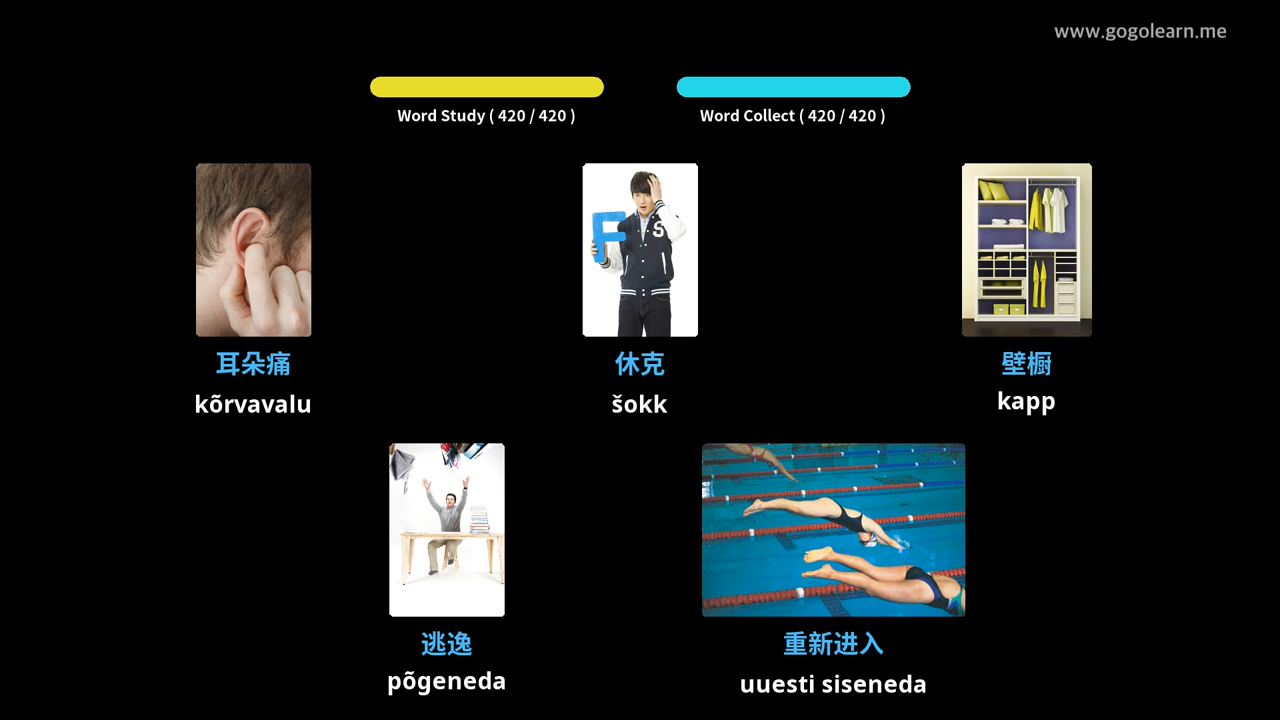 www.gogolearn.me
Word Study ( 420 / 420 )
Word Collect ( 420 / 420 )
F
S
耳朵痛
休克
壁橱
kõrvavalu
šokk
kapp
逃逸
重新进入
põgeneda
uuesti siseneda